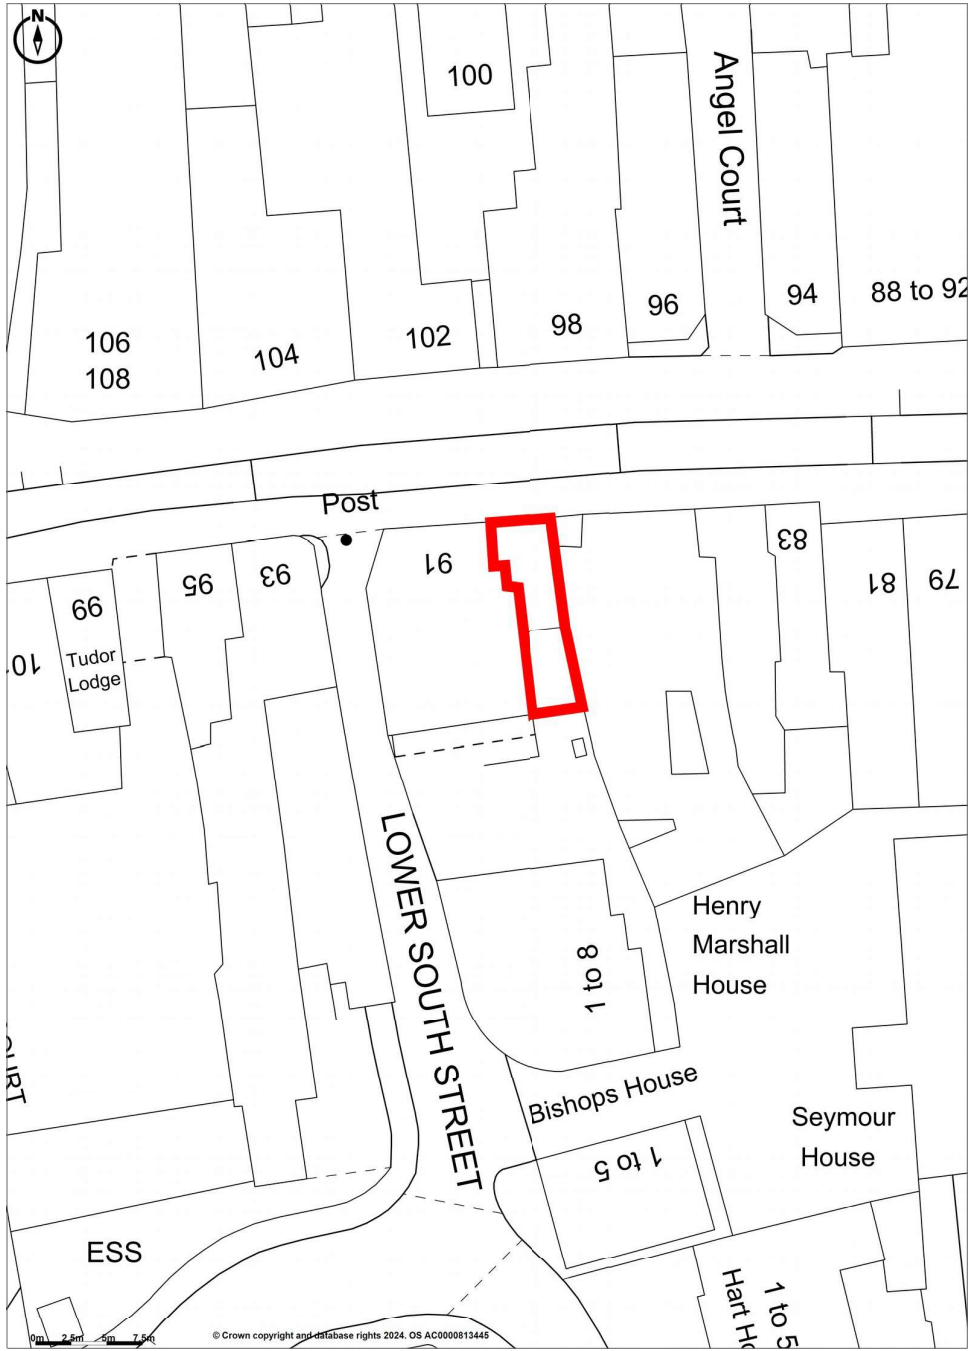 N
100
Angel Court
106
108
104
102
98
96
94
88 to 92
Post
91
93
95
99
Tudor
Lodge
83
81
79
LOWER SOUTH STREET
Henry
Marshall
House
1 to 8
Bishops House
1 to 5
Seymour
House
ESS
1 to 5
0m 2.5m 5m 7.5m
© Crown copyright and database rights 2024. OS AC0000813445